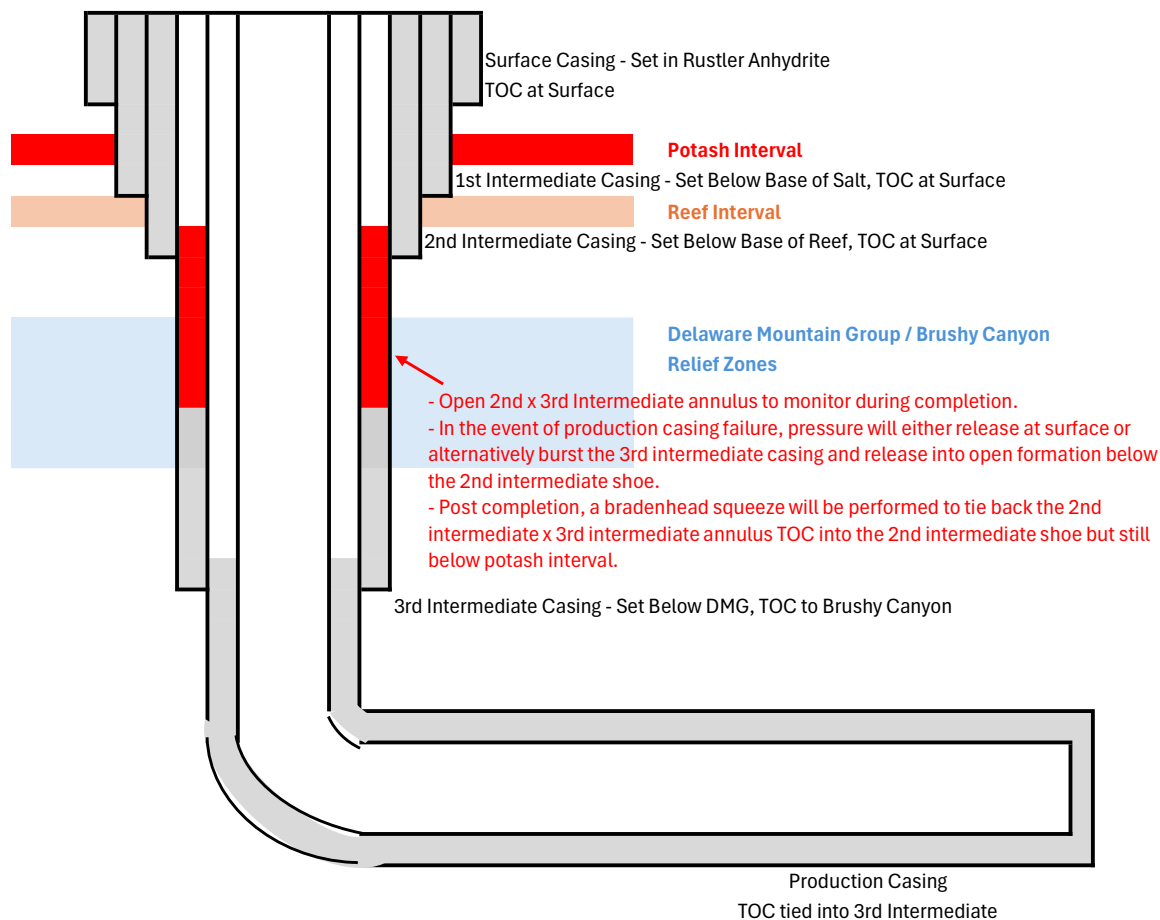 Surface Casing - Set in Rustler Anhydrite
TOC at Surface
Potash Interval
1st Intermediate Casing - Set Below Base of Salt, TOC at Surface
Reef Interval
2nd Intermediate Casing - Set Below Base of Reef, TOC at Surface
Delaware Mountain Group / Brushy Canyon
Relief Zones
- Open 2nd x 3rd Intermediate annulus to monitor during completion.
- In the event of production casing failure, pressure will either release at surface or
alternatively burst the 3rd intermediate casing and release into open formation below
the 2nd intermediate shoe.
- Post completion, a bradenhead squeeze will be performed to tie back the 2nd
intermediate x 3rd intermediate annulus TOC into the 2nd intermediate shoe but still
below potash interval.
3rd Intermediate Casing - Set Below DMG, TOC to Brushy Canyon
Production Casing
TOC tied into 3rd Intermediate